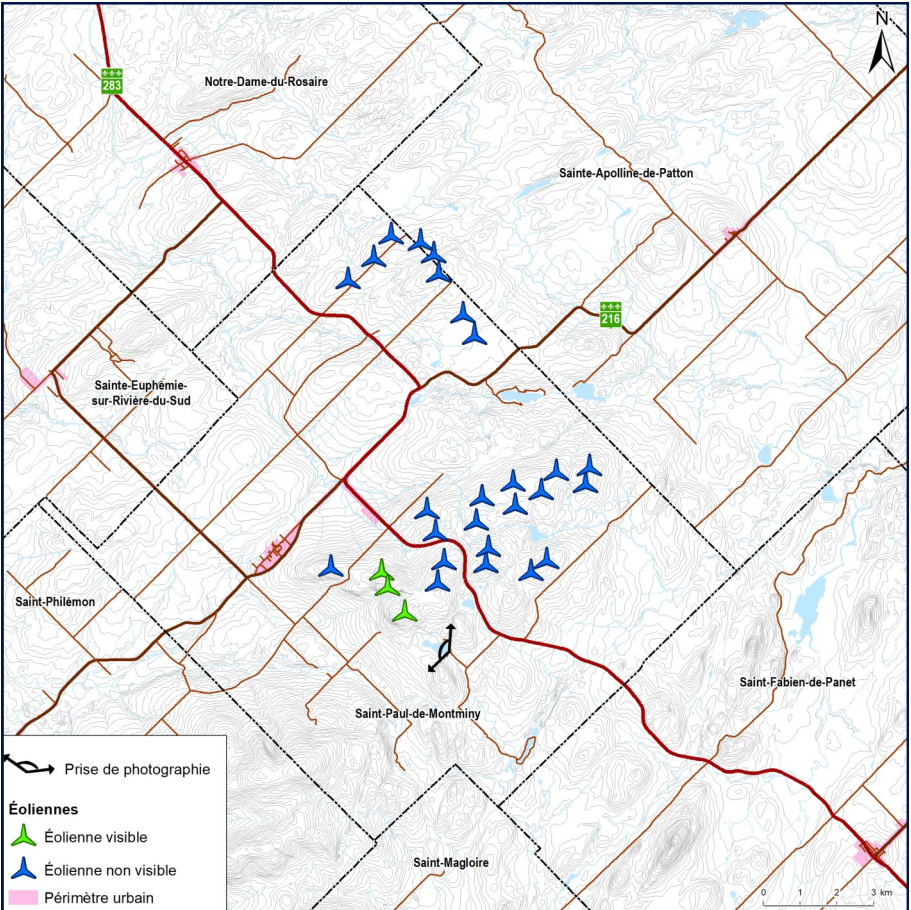 N
283
Notre-Dame-du-Rosaire
Sainte-Apolline-de-Patton
216
Sainte-Euphémie-
sur-Rivière-du-Sud
Saint-Philémon
Saint-Fabien-de-Panet
Saint-Paul-de-Montminy
Saint-Magloire
Prise de photographie
Éoliennes
Éolienne visible
Éolienne non visible
Périmètre urbain
0 1 2 3 km